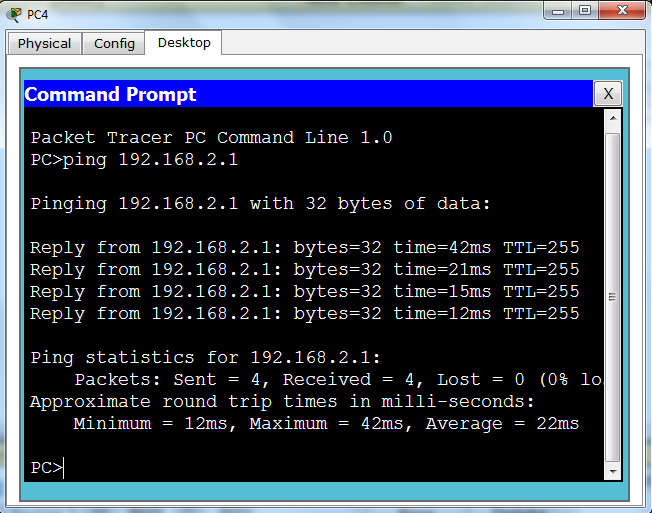 PC4
Physical Config Desktop
Command Prompt X
Packet Tracer PC Command Line 1.0
PC>ping 192.168.2.1
Pinging 192.168.2.1 with 32 bytes of data:
Reply from 192.168.2.1: bytes=32 time=42ms TTL=255
Reply from 192.168.2.1: bytes=32 time=21ms TTL=255
Reply from 192.168.2.1: bytes=32 time=15ms TTL=255
Reply from 192.168.2.1: bytes=32 time=12ms TTL=255
Ping statistics for 192.168.2.1:
Packets: Sent = 4, Received = 4, Lost = 0 (0% lo
Approximate round trip times in milli-seconds:
Minimum = 12ms, Maximum = 42ms, Average = 22ms
PC>